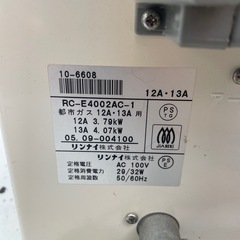 10-6608
12A・13A
RC-E4002AC-1
都市ガス 12A・13A 用
12A 3.79kW
13A 4.07kW
05.09-004100
リンナイ株式会社
PS
TG
JIA
リンナイ株式会社
定格電圧 AC 100V
定格消費電力 29/32W
定格周波数 50/60Hz
PS
E